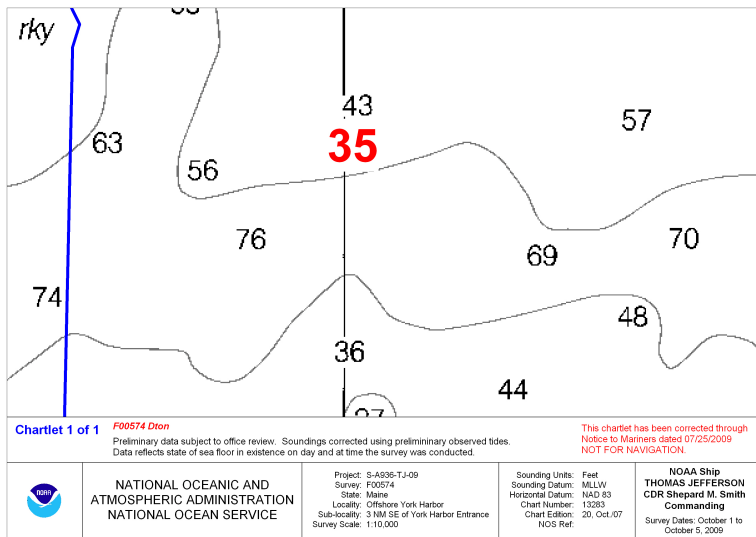 rky
43
35
57
63
56
76
69
70
74
48
36
44
Chartlet 1 of 1
F00574 Dton
Preliminary data subject to office review. Soundings corrected using prelimininary observed tides.
Data reflects state of sea floor in existence on day and at time the survey was conducted.
This chartlet has been corrected through
Notice to Mariners dated 07/25/2009
NOT FOR NAVIGATION.
NOAA
NATIONAL OCEANIC AND
ATMOSPHERIC ADMINISTRATION
NATIONAL OCEAN SERVICE
Project: S-A936-TJ-09
Survey: F00574
State: Maine
Locality: Offshore York Harbor
Sub-locality: 3 NM SE of York Harbor Entrance
Survey Scale: 1:10,000
Sounding Units: Feet
Sounding Datum: MLLW
Horizontal Datum: NAD 83
Chart Number: 13283
Chart Edition: 20, Oct./07
NOS Ref:
NOAA Ship
THOMAS JEFFERSON
CDR Shepard M. Smith
Commanding
Survey Dates: October 1 to
October 5, 2009